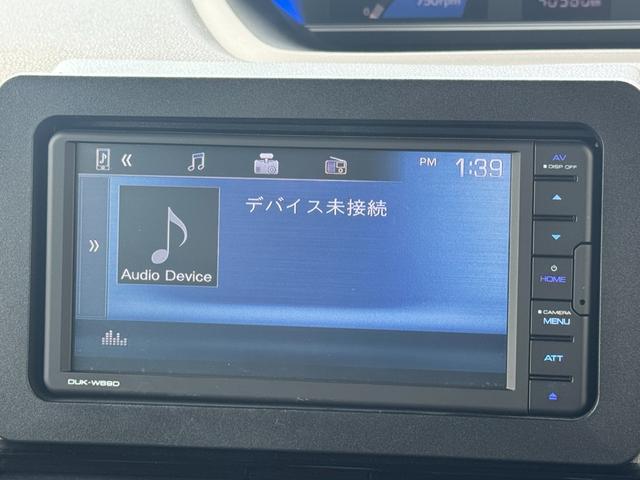 750rpm
PM 1:39
デバイス未接続
Audio Device
DUK-W69D
AV
DISP OFF
HOME
CAMERA
MENU
ATT